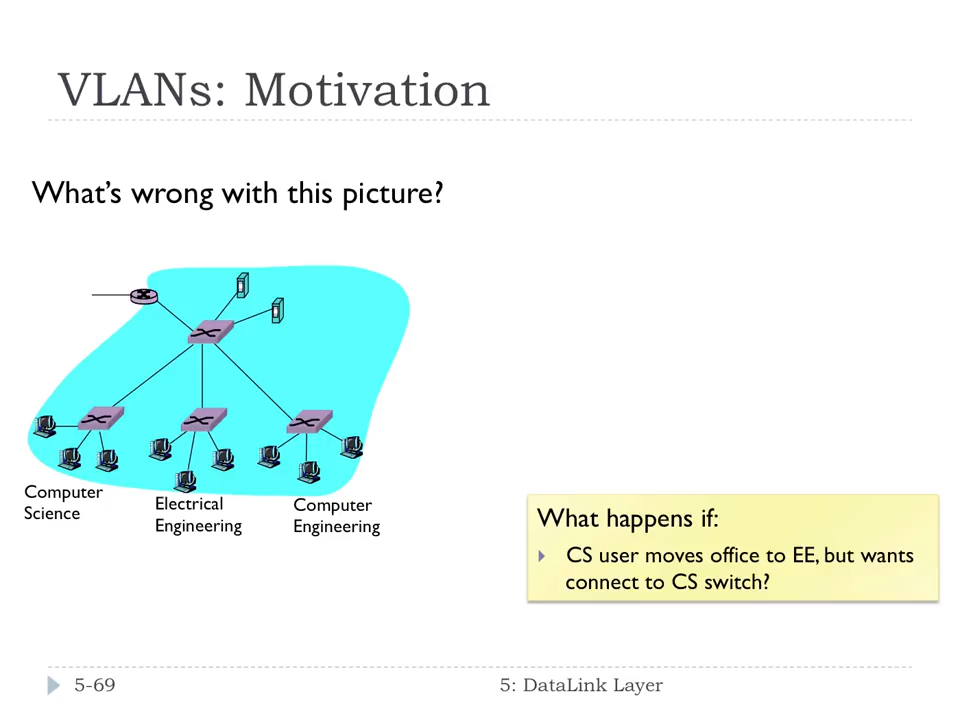 VLANs: Motivation
What's wrong with this picture?
Computer
Science
Electrical
Engineering
Computer
Engineering
What happens if:
CS user moves office to EE, but wants
connect to CS switch?
5-69
5: DataLink Layer